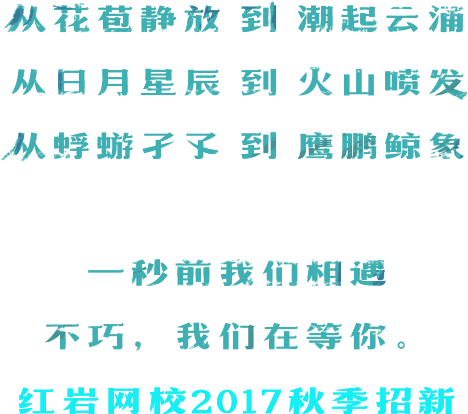 从花苞静放 到 潮起云涌
从日月星辰 到 火山喷发
从蜉蝣孑孓 到 鹰鹏鲸象
一秒前我们相遇
不巧，我们在等你。
红岩网校2017秋季招新